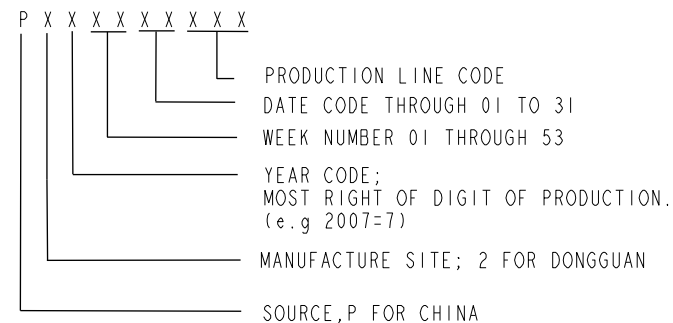 P X X X X X X X X X
PRODUCTION LINE CODE
DATE CODE THROUGH 01 TO 31
WEEK NUMBER 01 THROUGH 53
YEAR CODE;
MOST RIGHT OF DIGIT OF PRODUCTION.
(e.g 2007=7)
MANUFACTURE SITE; 2 FOR DONGGUAN
SOURCE,P FOR CHINA